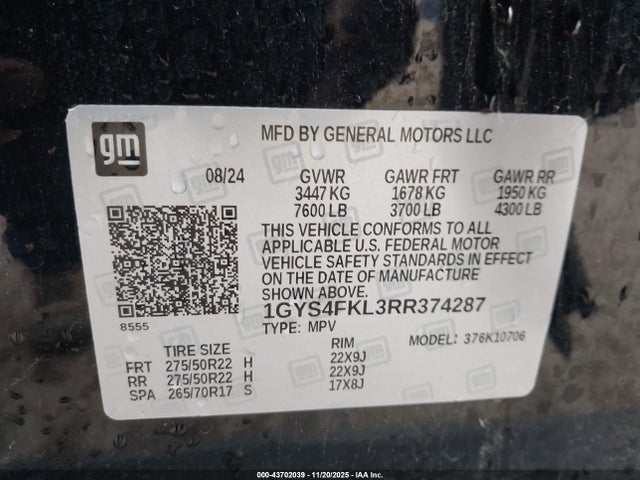 gm
MFD BY GENERAL MOTORS LLC
08/24 GVWR GAWR FRT GAWR RR
3447 KG 1678 KG 1950 KG
7600 LB 3700 LB 4300 LB
THIS VEHICLE CONFORMS TO ALL
APPLICABLE U.S. FEDERAL MOTOR
VEHICLE SAFETY STANDARDS IN EFFECT
ON THE DATE OF MANUFACTURE
SHOWN ABOVE.
1GYS4FKL3RR374287
8555
TYPE: MPV MODEL: 376K10706
TIRE SIZE RIM
FRT 275/50R22 H 22X9J
RR 275/50R22 H 22X9J
SPA 265/70R17 S 17X8J
000-43702039 | 11/20/2025 | IAA Inc.